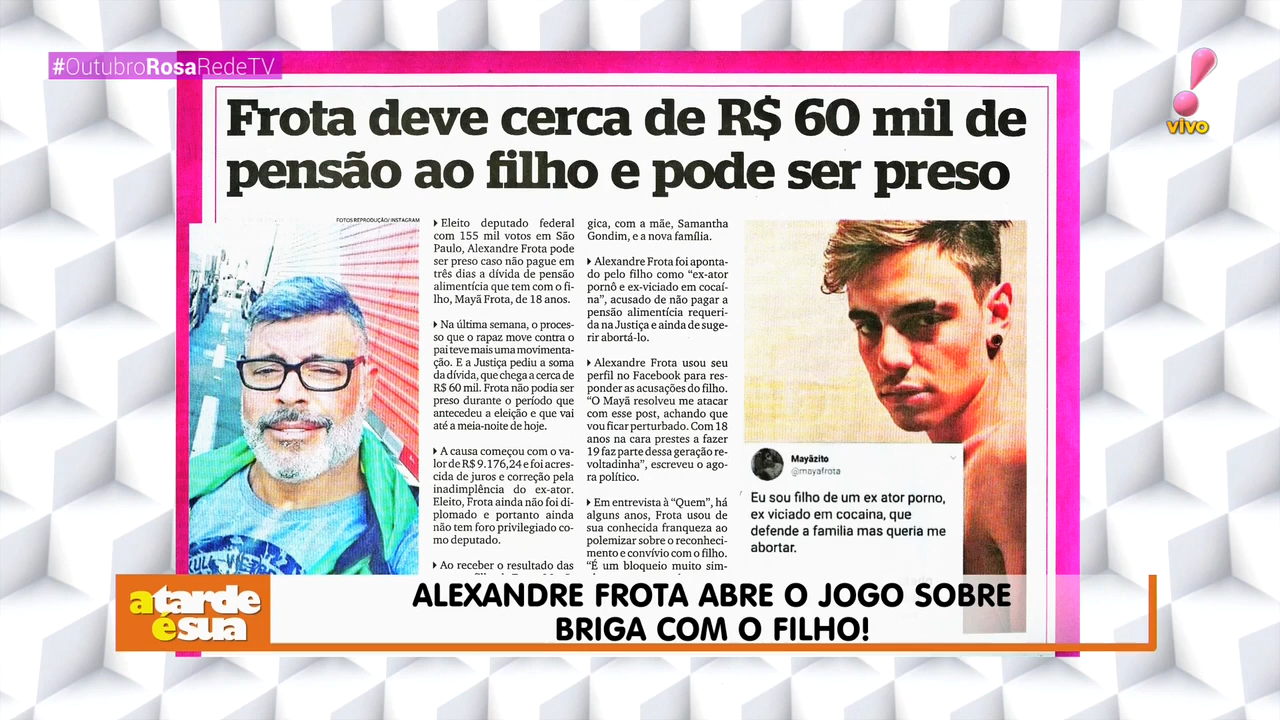 #OutubroRosaRedeTV
vivo
Frota deve cerca de R$ 60 mil de
pensão ao filho e pode ser preso
FOTOS REPRODUÇÃO/ INSTAGRAM
Eleito deputado federal
com 155 mil votos em São
Paulo, Alexandre Frota pode
ser preso caso não pague em
três dias a dívida de pensão
alimentícia que tem com o fi-
lho, Mayã Frota, de 18 anos.
Na última semana, o proces-
so que o rapaz move contra o
pai teve mais uma movimenta-
ção. E a Justiça pediu a soma
da dívida, que chega a cerca de
R$ 60 mil. Frota não podia ser
preso durante o período que
antecedeu a eleição e que vai
até a meia-noite de hoje.
A causa começou com o va-
lor de R$ 9.176,24 e foi acres-
cida de juros e correção pela
inadimplência do ex-ator.
Eleito, Frota ainda não foi di-
plomado e portanto ainda
não tem foro privilegiado co-
mo deputado.
Ao receber o resultado das
gica, com a mãe, Samantha
Gondim, e a nova família.
Alexandre Frota foi aponta-
do pelo filho como “ex-ator
pornô e ex-viciado em cocaí-
na”, acusado de não pagar a
pensão alimentícia requeri-
da na Justiça e ainda de suge-
rir abortá-lo.
Alexandre Frota usou seu
perfil no Facebook para res-
ponder as acusações do filho.
“O Mayã resolveu me atacar
com esse post, achando que
vou ficar perturbado. Com 18
anos na cara prestes a fazer
19 faz parte dessa geração re-
voltadinha”, escreveu o ago-
ra político.
Em entrevista à “Quem”, há
alguns anos, Frota usou de
sua conhecida franqueza ao
polemizar sobre o reconheci-
mento e convívio com o filho.
“É um bloqueio muito sim-
Mayãzito
@mayafrota
Eu sou filho de um ex ator porno,
ex viciado em cocaina, que
defende a familia mas queria me
abortar.
a tarde
é sua
ALEXANDRE FROTA ABRE O JOGO SOBRE
BRIGA COM O FILHO!